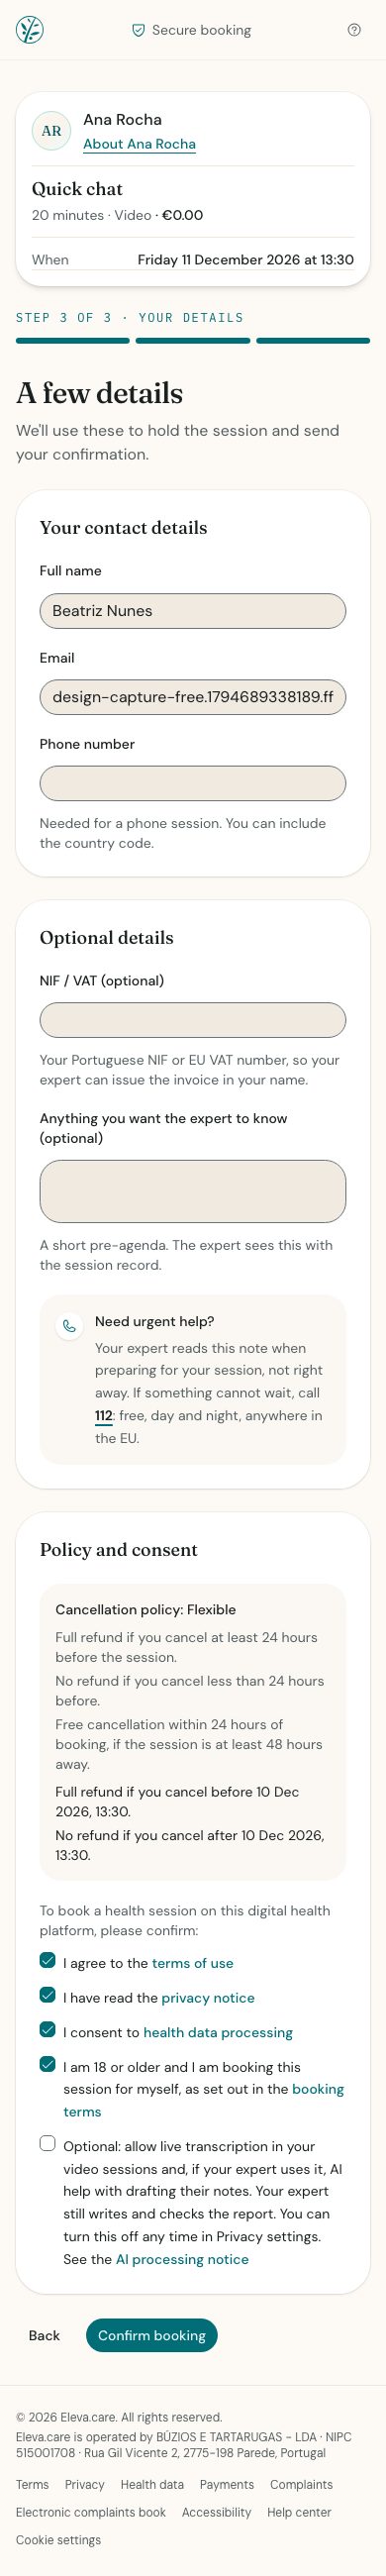 Secure booking
AR
Ana Rocha
About Ana Rocha
Quick chat
20 minutes · Video · €0.00
When Friday 11 December 2026 at 13:30
STEP 3 OF 3 · YOUR DETAILS
A few details
We'll use these to hold the session and send
your confirmation.
Your contact details
Full name
Beatriz Nunes
Email
design-capture-free.1794689338189.ff
Phone number
Needed for a phone session. You can include
the country code.
Optional details
NIF / VAT (optional)
Your Portuguese NIF or EU VAT number, so your
expert can issue the invoice in your name.
Anything you want the expert to know
(optional)
A short pre-agenda. The expert sees this with
the session record.
Need urgent help?
Your expert reads this note when
preparing for your session, not right
away. If something cannot wait, call
112: free, day and night, anywhere in
the EU.
Policy and consent
Cancellation policy: Flexible
Full refund if you cancel at least 24 hours
before the session.
No refund if you cancel less than 24 hours
before.
Free cancellation within 24 hours of
booking, if the session is at least 48 hours
away.
Full refund if you cancel before 10 Dec
2026, 13:30.
No refund if you cancel after 10 Dec 2026,
13:30.
To book a health session on this digital health
platform, please confirm:
I agree to the terms of use
I have read the privacy notice
I consent to health data processing
I am 18 or older and I am booking this
session for myself, as set out in the booking
terms
Optional: allow live transcription in your
video sessions and, if your expert uses it, AI
help with drafting their notes. Your expert
still writes and checks the report. You can
turn this off any time in Privacy settings.
See the AI processing notice
Back Confirm booking
© 2026 Eleva.care. All rights reserved.
Eleva.care is operated by BÚZIOS E TARTARUGAS - LDA · NIPC
515001708 · Rua Gil Vicente 2, 2775-198 Parede, Portugal
Terms Privacy Health data Payments Complaints
Electronic complaints book Accessibility Help center
Cookie settings